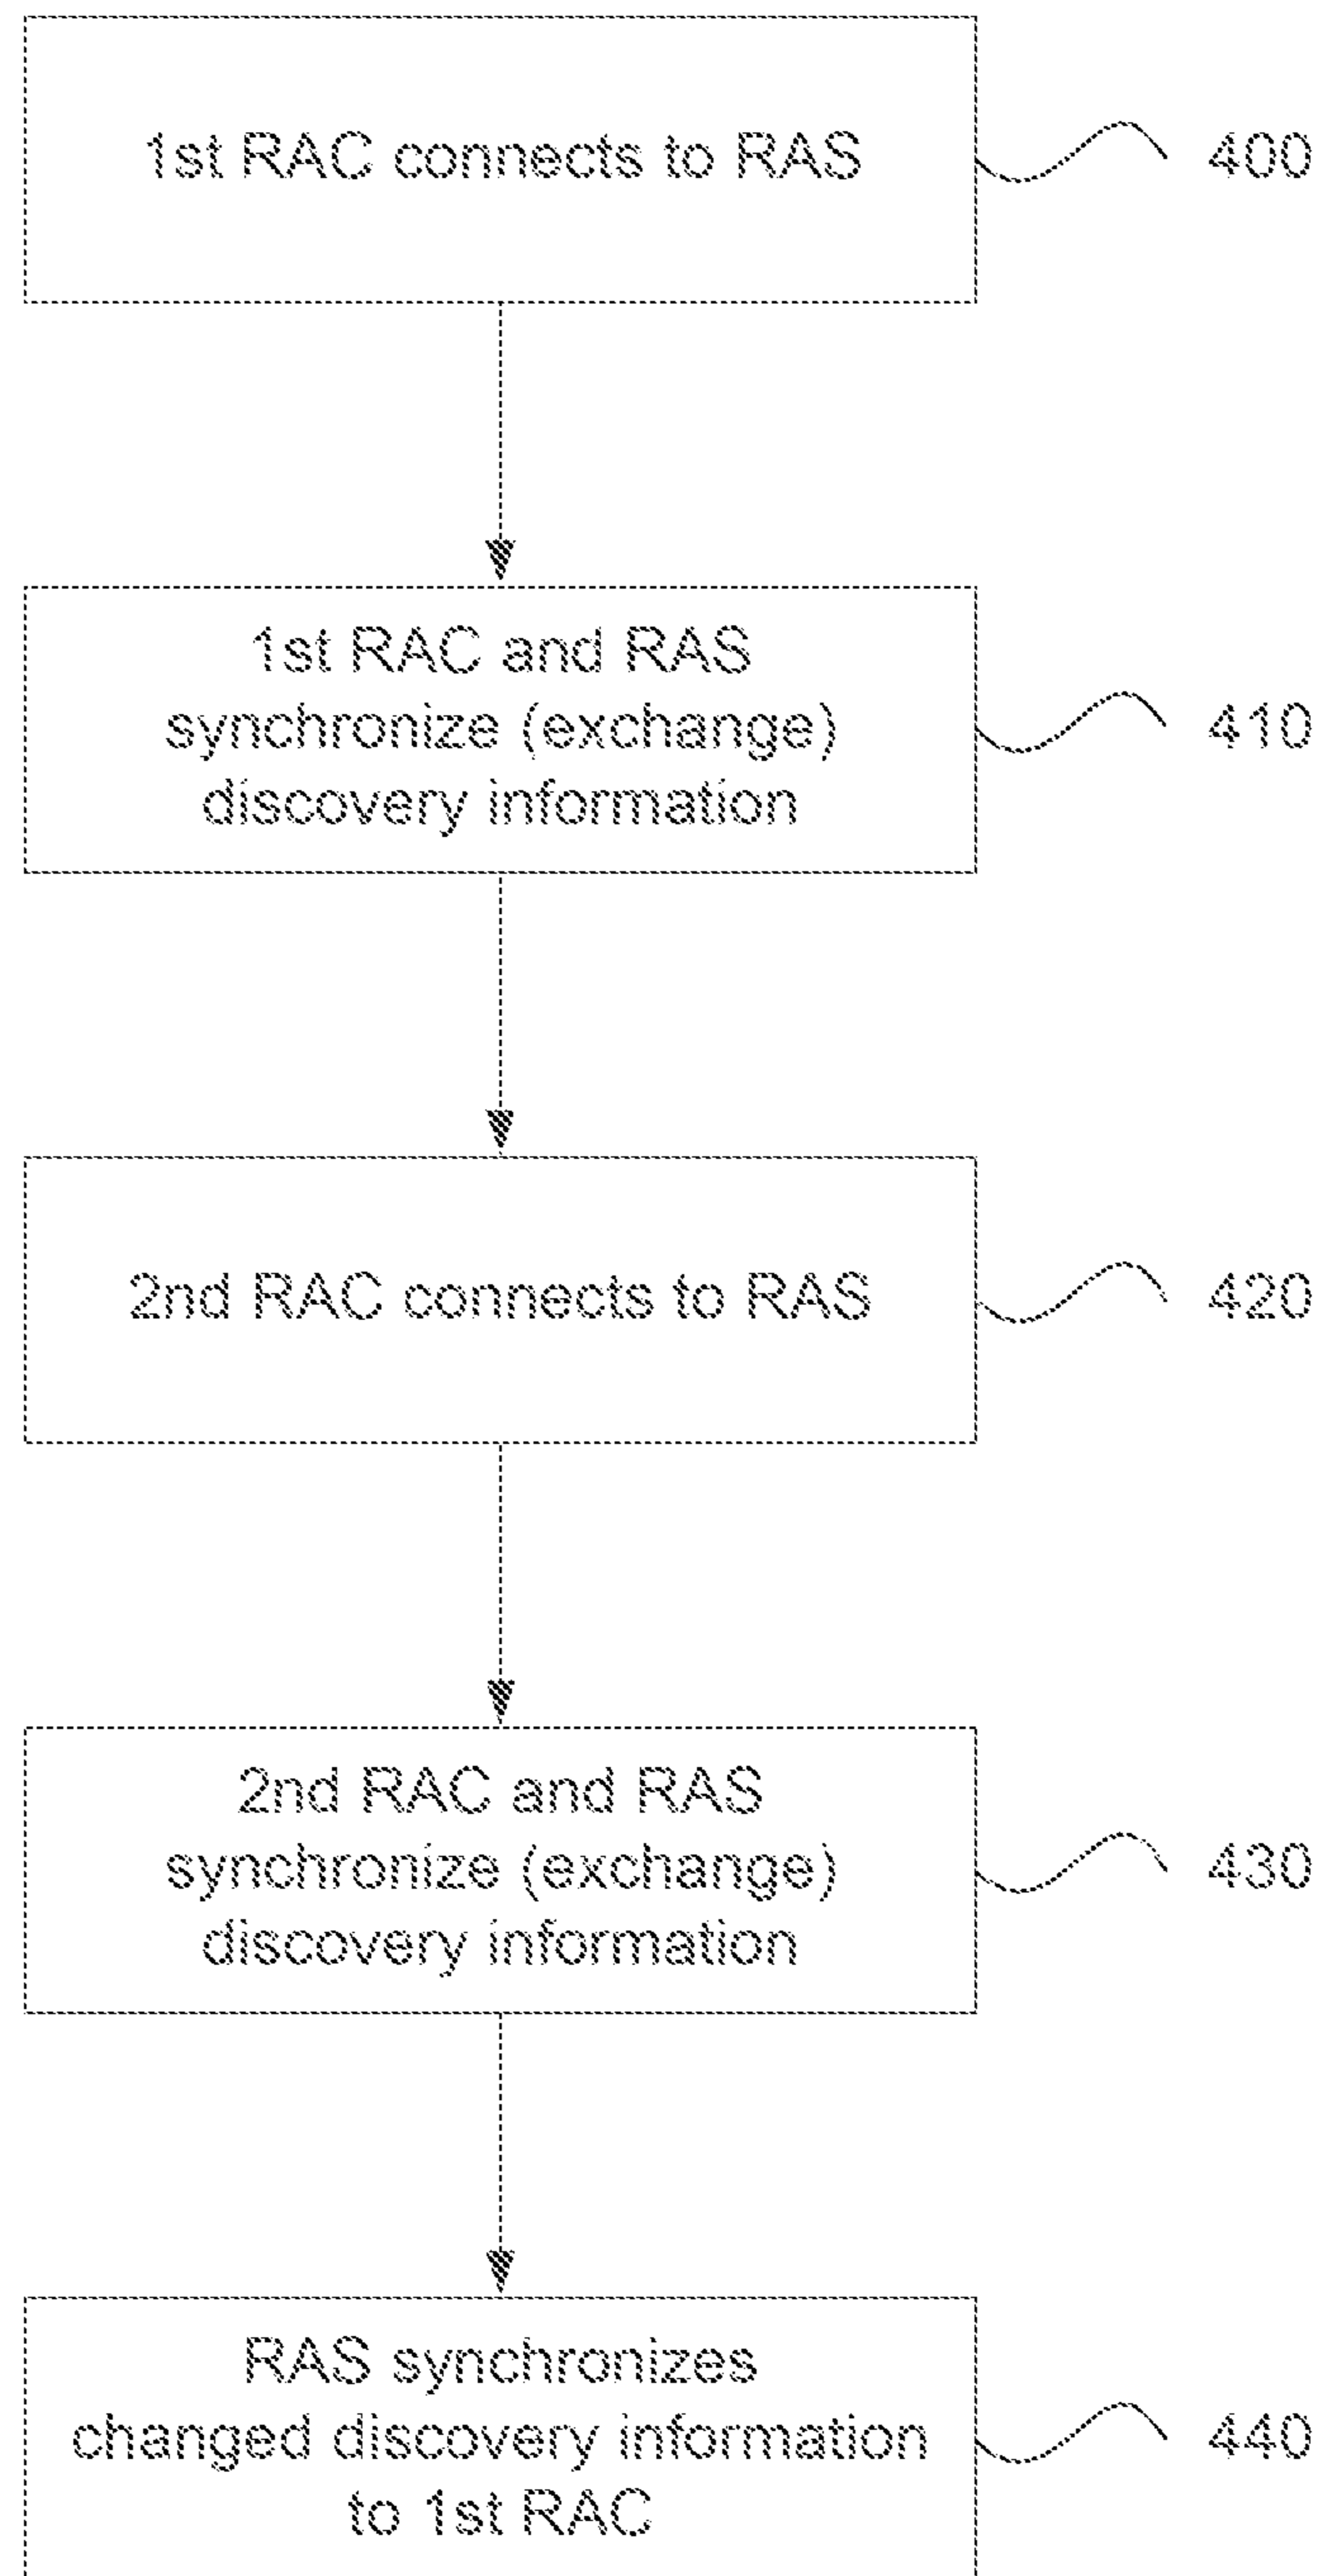 1st RAC connects to RAS
400
1st RAC and RAS
synchronize (exchange)
discovery information
410
2nd RAC connects to RAS
420
2nd RAC and RAS
synchronize (exchange)
discovery information
430
RAS synchronizes
changed discovery information
to 1st RAC
440